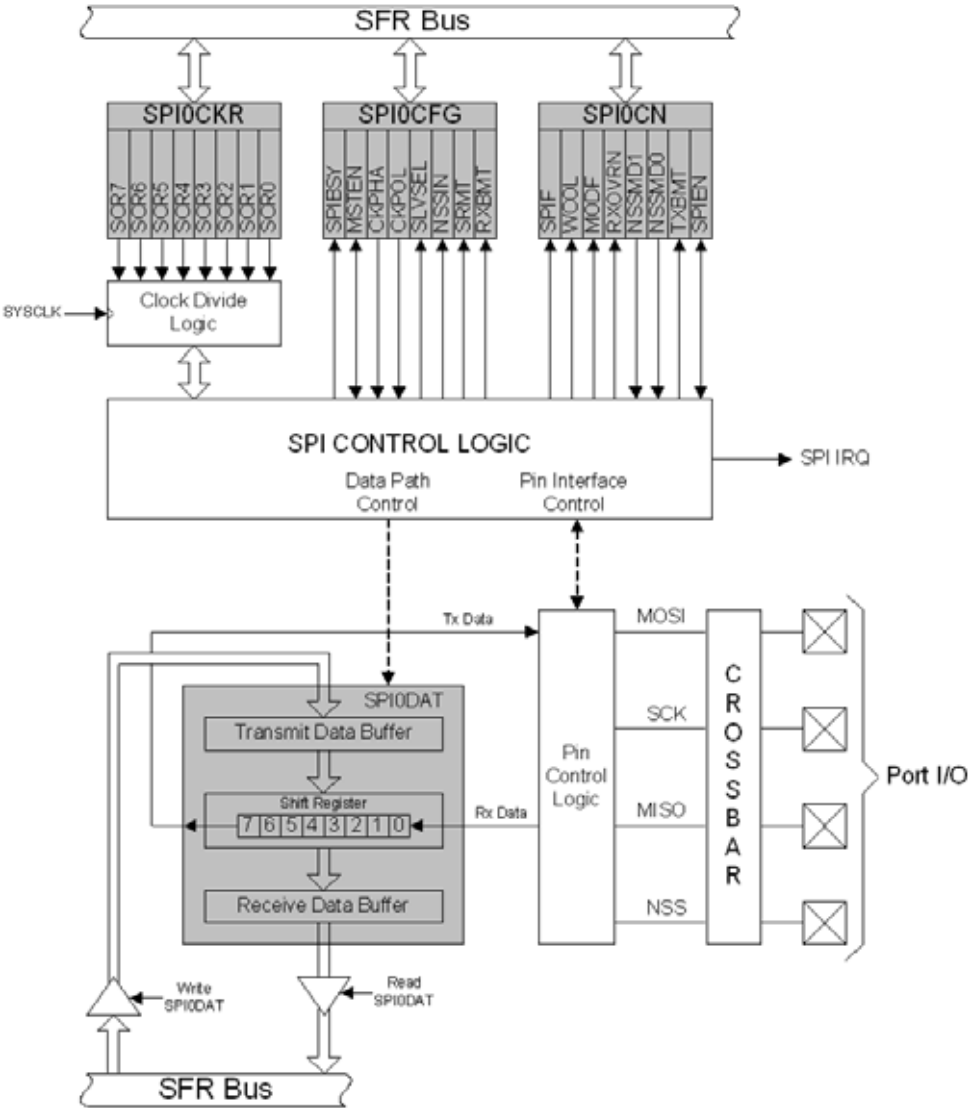 SFR Bus
SPI0CKR
SPI0CFG
SPI0CN
SCR7
SCR6
SCR5
SCR4
SCR3
SCR2
SCR1
SCR0
SPIBSY
MSTEN
CKPHA
CKPOL
SLVSEL
NSSIN
SRMT
RXBMT
SPIF
WCOL
MODF
RXOVRN
NSSMD1
NSSMD0
TXBMT
SPIEN
SYSCLK
Clock Divide
Logic
SPI CONTROL LOGIC
Data Path
Control
Pin Interface
Control
SPI IRQ
Tx Data
SPI0DAT
Transmit Data Buffer
Shift Register
7 6 5 4 3 2 1 0
Rx Data
Receive Data Buffer
Pin
Control
Logic
MOSI
SCK
MISO
NSS
CROSSBAR
Port I/O
Write
SPI0DAT
Read
SPI0DAT
SFR Bus